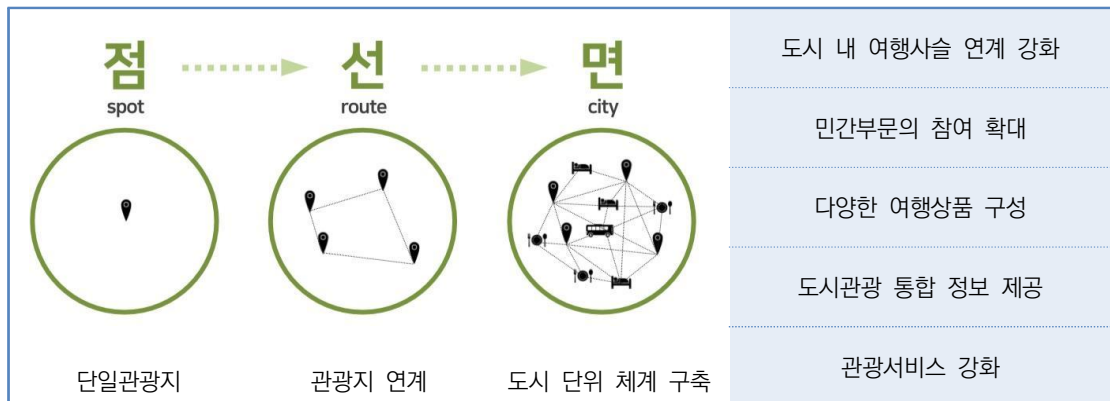 점
선
면
spot
route
city
단일관광지
관광지 연계
도시 단위 체계 구축
도시 내 여행사슬 연계 강화
민간부문의 참여 확대
다양한 여행상품 구성
도시관광 통합 정보 제공
관광서비스 강화